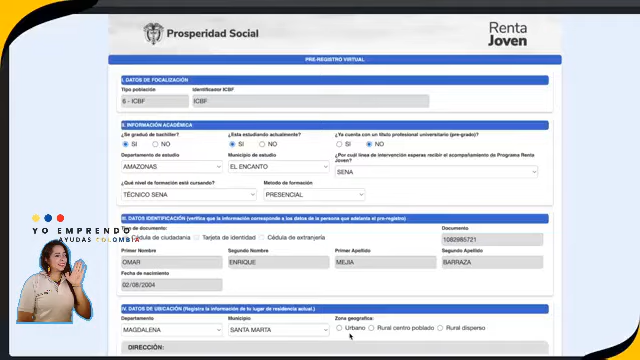 Prosperidad Social
Renta
Joven
PRE-REGISTRO VIRTUAL
I. DATOS DE FOCALIZACIÓN
Tipo población Identificador ICBF
6 - ICBF ICBF
II. INFORMACIÓN ACADÉMICA
¿Se graduó de bachiller? ¿Esta estudiando actualmente? ¿Ya cuenta con un título profesional universitario (pre-grado)?
SI NO SI NO SI NO
Departamento de estudio Municipio de estudio ¿Por cuál línea de intervención esperas recibir el acompañamiento de Programa Renta Joven?
AMAZONAS EL ENCANTO SENA
¿Qué nivel de formación está cursando? Metodo de formación
TÉCNICO SENA PRESENCIAL
III. DATOS IDENTIFICACIÓN (verifica que la información corresponde a los datos de la persona que adelanta el pre-registro)
de documento: Documento
Cédula de ciudadanía Tarjeta de identidad Cédula de extranjería 1082985721
Primer Nombre Segundo Nombre Primer Apellido Segundo Apellido
OMAR ENRIQUE MEJIA BARRAZA
Fecha de nacimiento
02/08/2004
IV. DATOS DE UBICACIÓN (Registra la información de tu lugar de residencia actual.)
Departamento Municipio Zona geográfica:
MAGDALENA SANTA MARTA Urbano Rural centro poblado Rural disperso
DIRECCIÓN:
YO EMPRENDO
AYUDAS COLOMBIA